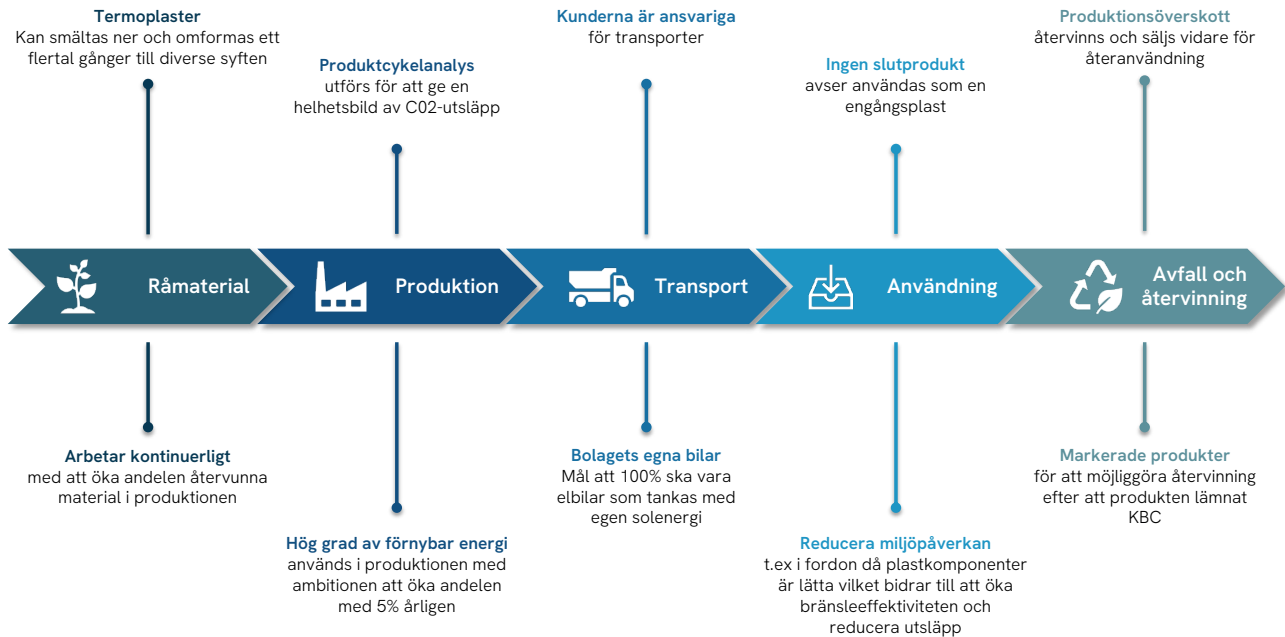 Termoplaster
Kan smältas ner och omformas ett
flertal gånger till diverse syften
Produktcykelanalys
utförs för att ge en
helhetsbild av C02-utsläpp
Kunderna är ansvariga
för transporter
Ingen slutprodukt
avser användas som en
engångsplast
Produktionsöverskott
återvinns och säljs vidare för
återanvändning
Råmaterial
Produktion
Transport
Användning
Avfall och
återvinning
Arbetar kontinuerligt
med att öka andelen återvunna
material i produktionen
Hög grad av förnybar energi
används i produktionen med
ambitionen att öka andelen
med 5% årligen
Bolagets egna bilar
Mål att 100% ska vara
elbilar som tankas med
egen solenergi
Reducera miljöpåverkan
t.ex i fordon då plastkomponenter
är lätta vilket bidrar till att öka
bränsleeffektiviteten och
reducera utsläpp
Markerade produkter
för att möjliggöra återvinning
efter att produkten lämnat
KBC